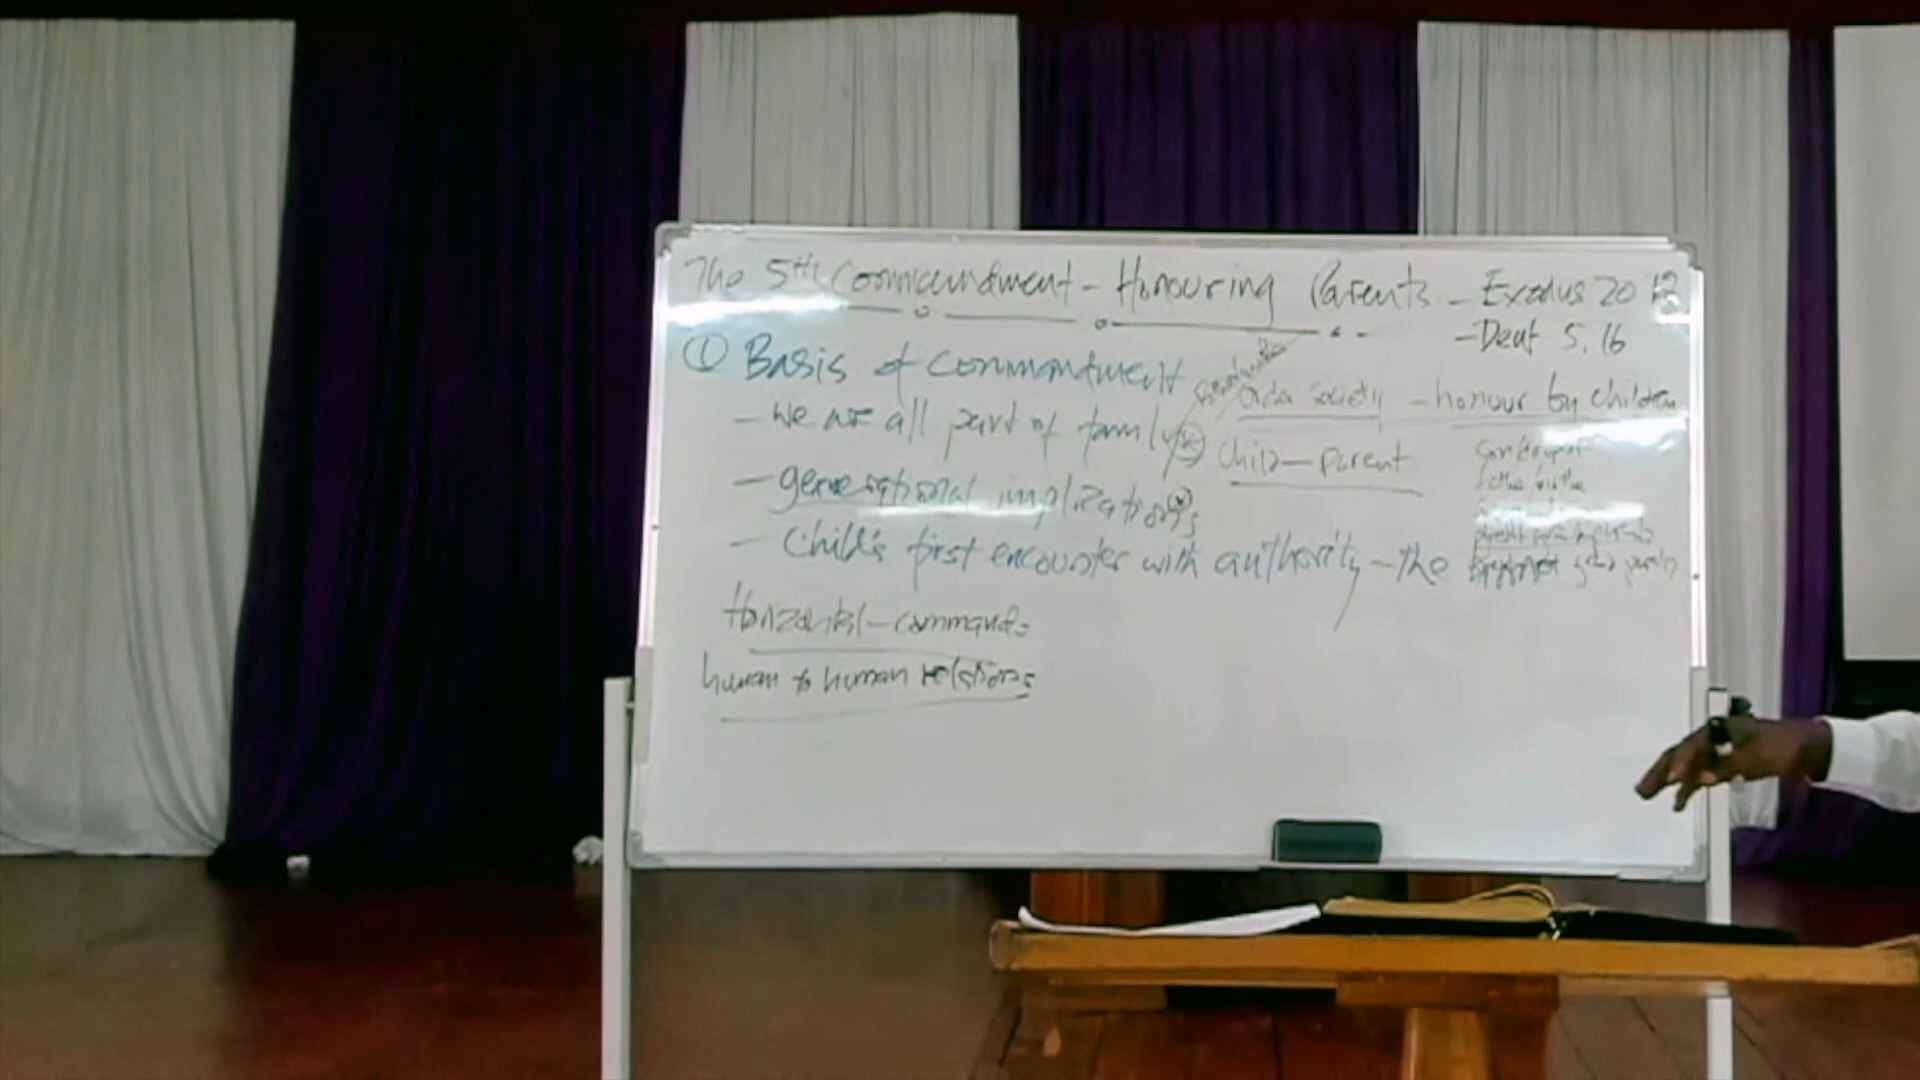 The 5th Commandment - Honouring Parents - Exodus 20 12
- Deut 5.16
① Basis of Commandment
society - honour by children
- we are all part of family
Child - parent
- generational implications
- Child's first encounter with authority - the
Horizontal - commands
human to human relations